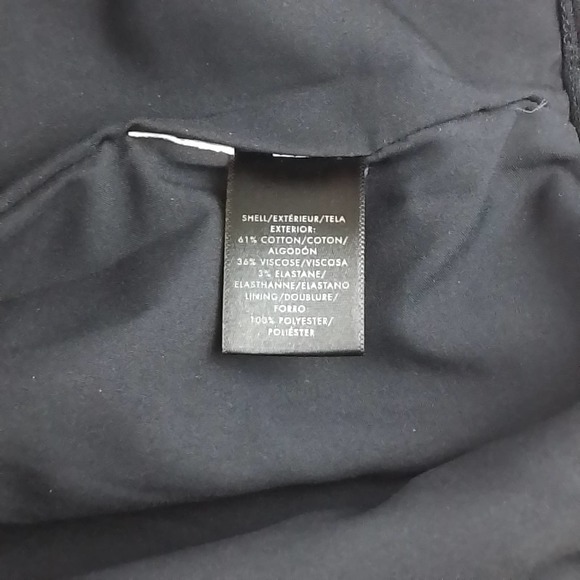 SHELL/EXTÉRIEUR/TELA
EXTERIOR:
61% COTTON/COTON/
ALGODÓN
36% VISCOSE/VISCOSA
3% ELASTANE/
ELASTHANNE/ELASTANO
LINING/DOUBLURE/
FORRO
100% POLYESTER/
POLIÉSTER